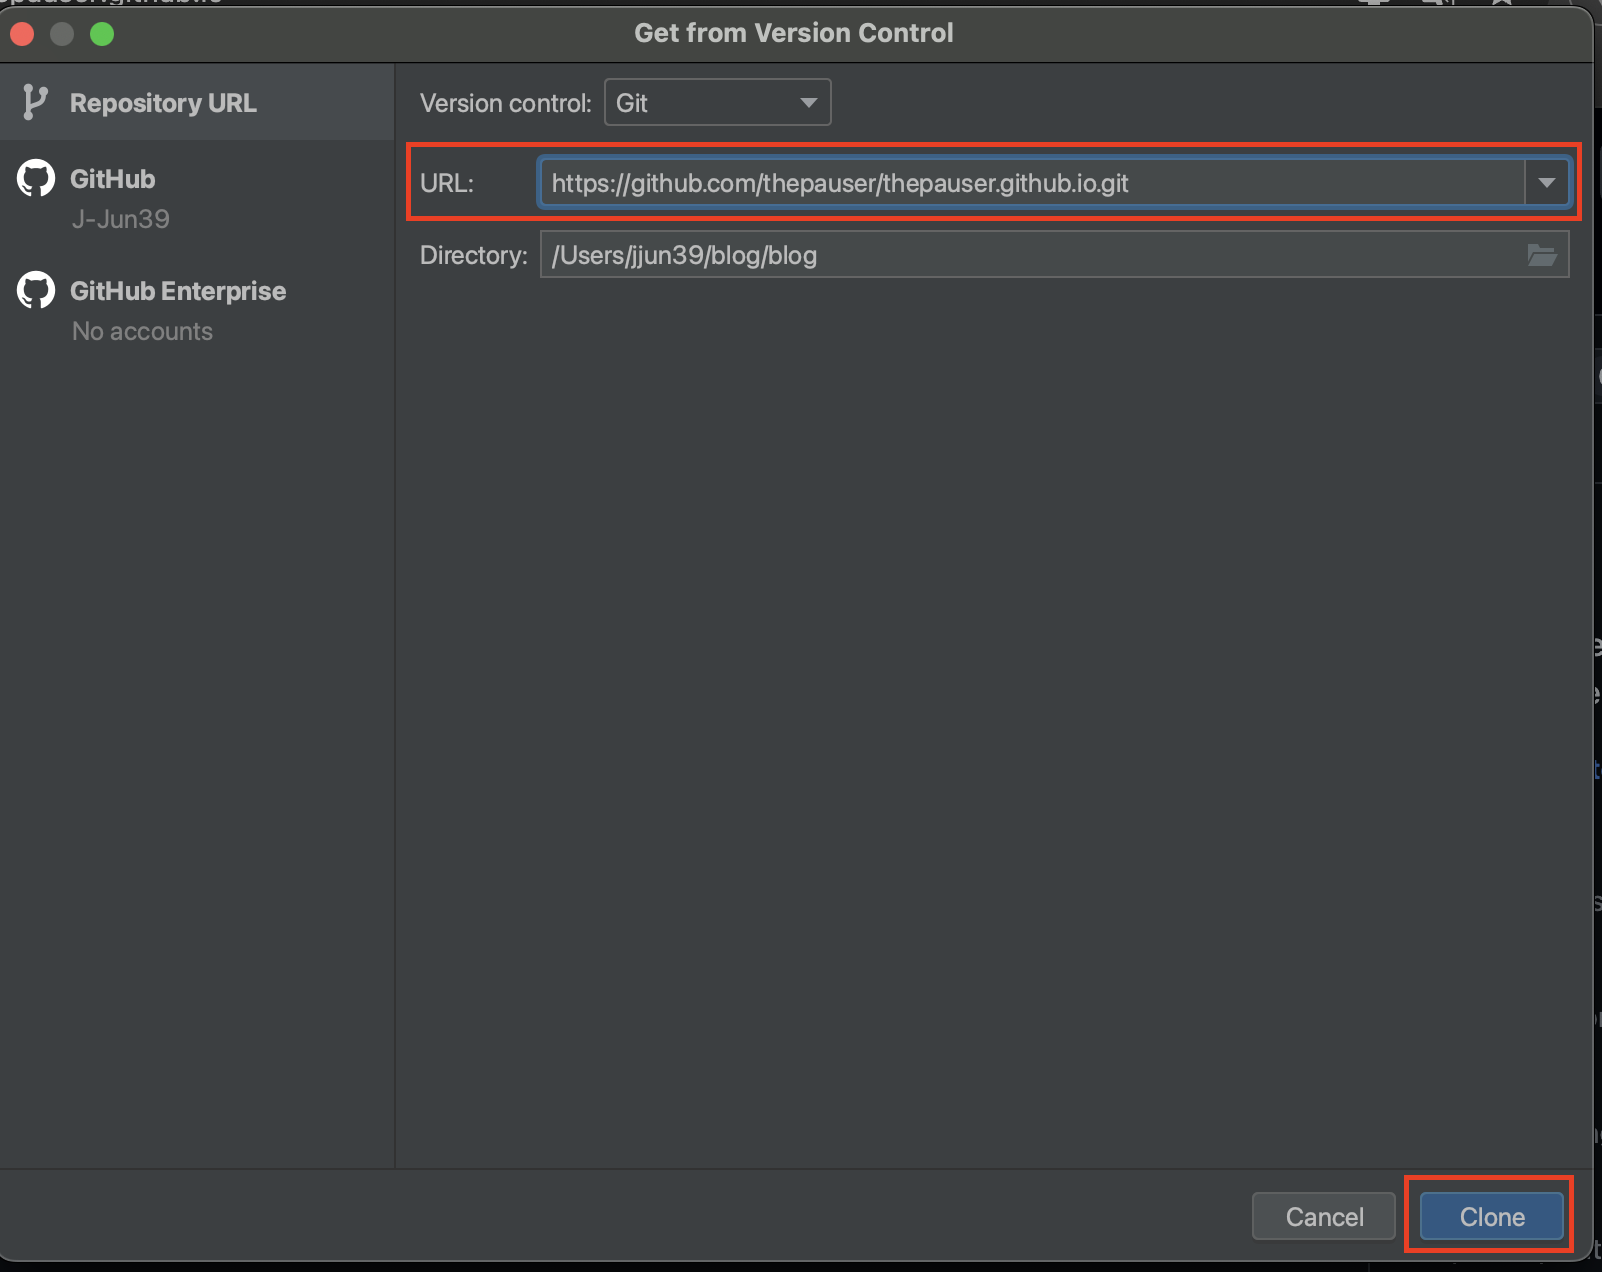 Get from Version Control
Repository URL
GitHub
J-Jun39
GitHub Enterprise
No accounts
Version control: Git
URL: https://github.com/thepauser/thepauser.github.io.git
Directory: /Users/jjun39/blog/blog
Cancel Clone